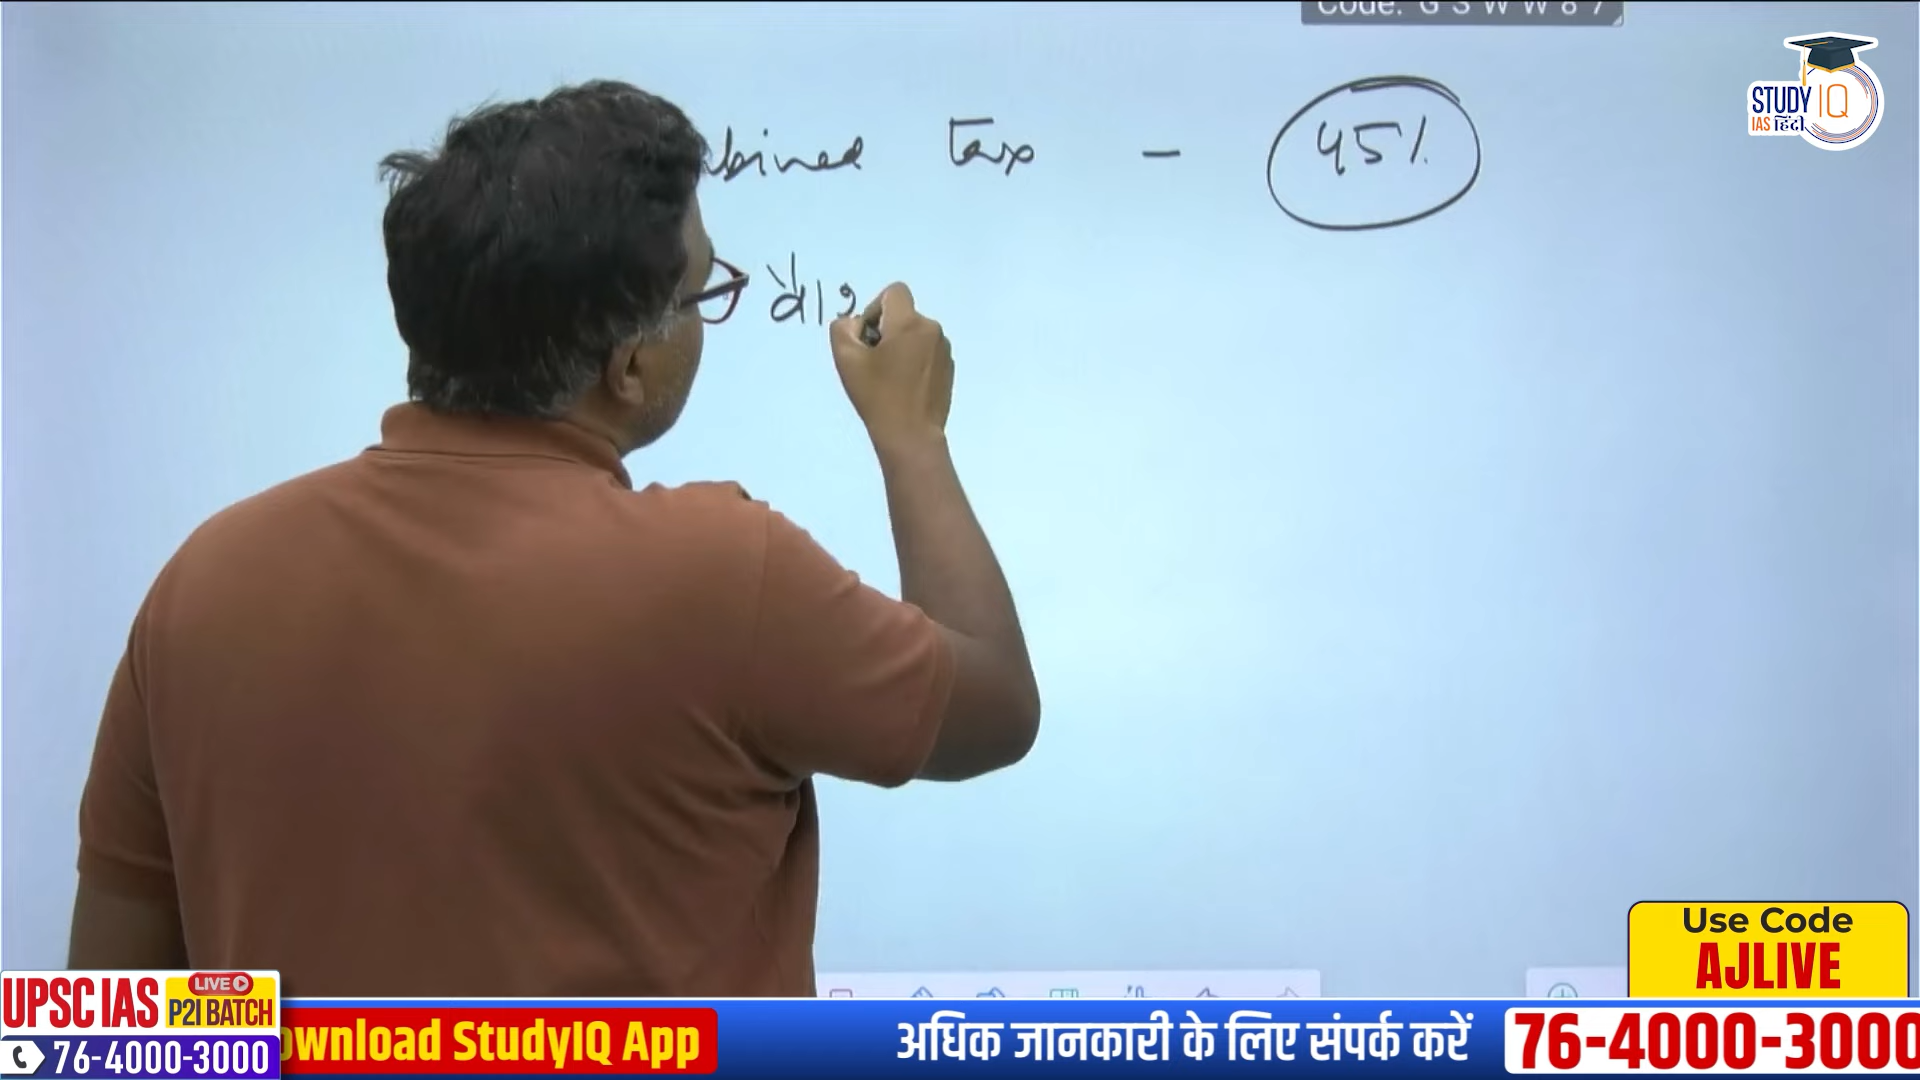 Code: G S W W 8 7
STUDY IQ
IAS हिंदी
bined tax - 45%
वै
Use Code
AJLIVE
LIVE
UPSC IAS P2I BATCH
76-4000-3000
ownload StudyIQ App
अधिक जानकारी के लिए संपर्क करें
76-4000-3000